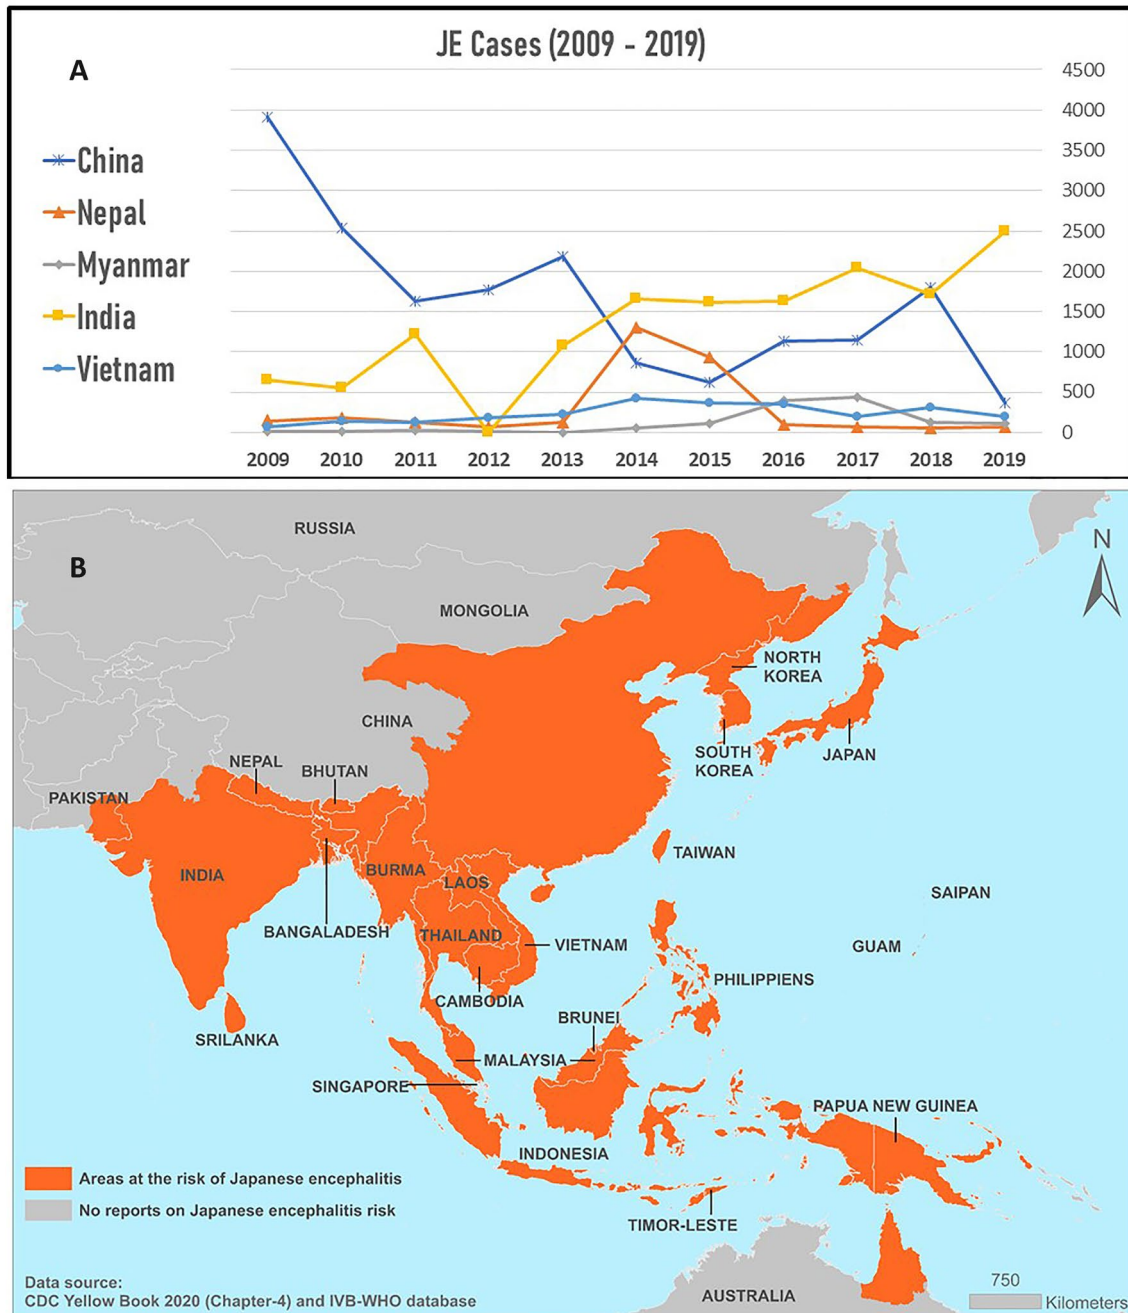 JE Cases (2009 - 2019)
A
4500
4000
3500
3000
2500
2000
1500
1000
500
0
China
Nepal
Myanmar
India
Vietnam
2009 2010 2011 2012 2013 2014 2015 2016 2017 2018 2019
B
N
RUSSIA
MONGOLIA
NORTH
KOREA
CHINA
SOUTH
KOREA
JAPAN
NEPAL
BHUTAN
PAKISTAN
TAIWAN
INDIA
BURMA
LAOS
SAIPAN
BANGALADESH
THAILAND
VIETNAM
GUAM
PHILIPPIENS
CAMBODIA
BRUNEI
SRILANKA
MALAYSIA
SINGAPORE
PAPUA NEW GUINEA
INDONESIA
Areas at the risk of Japanese encephalitis
No reports on Japanese encephalitis risk
TIMOR-LESTE
Data source:
CDC Yellow Book 2020 (Chapter-4) and IVB-WHO database
AUSTRALIA
750
Kilometers